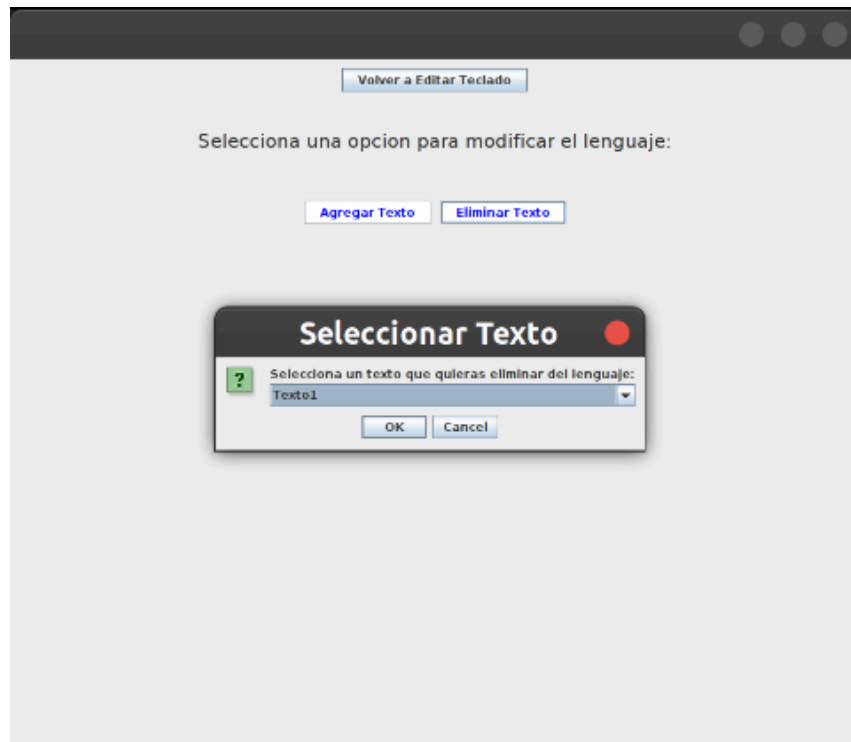 Volver a Editar Teclado
Selecciona una opcion para modificar el lenguaje:
Agregar Texto Eliminar Texto
Seleccionar Texto
? Selecciona un texto que quieras eliminar del lenguaje:
Texto1
OK Cancel